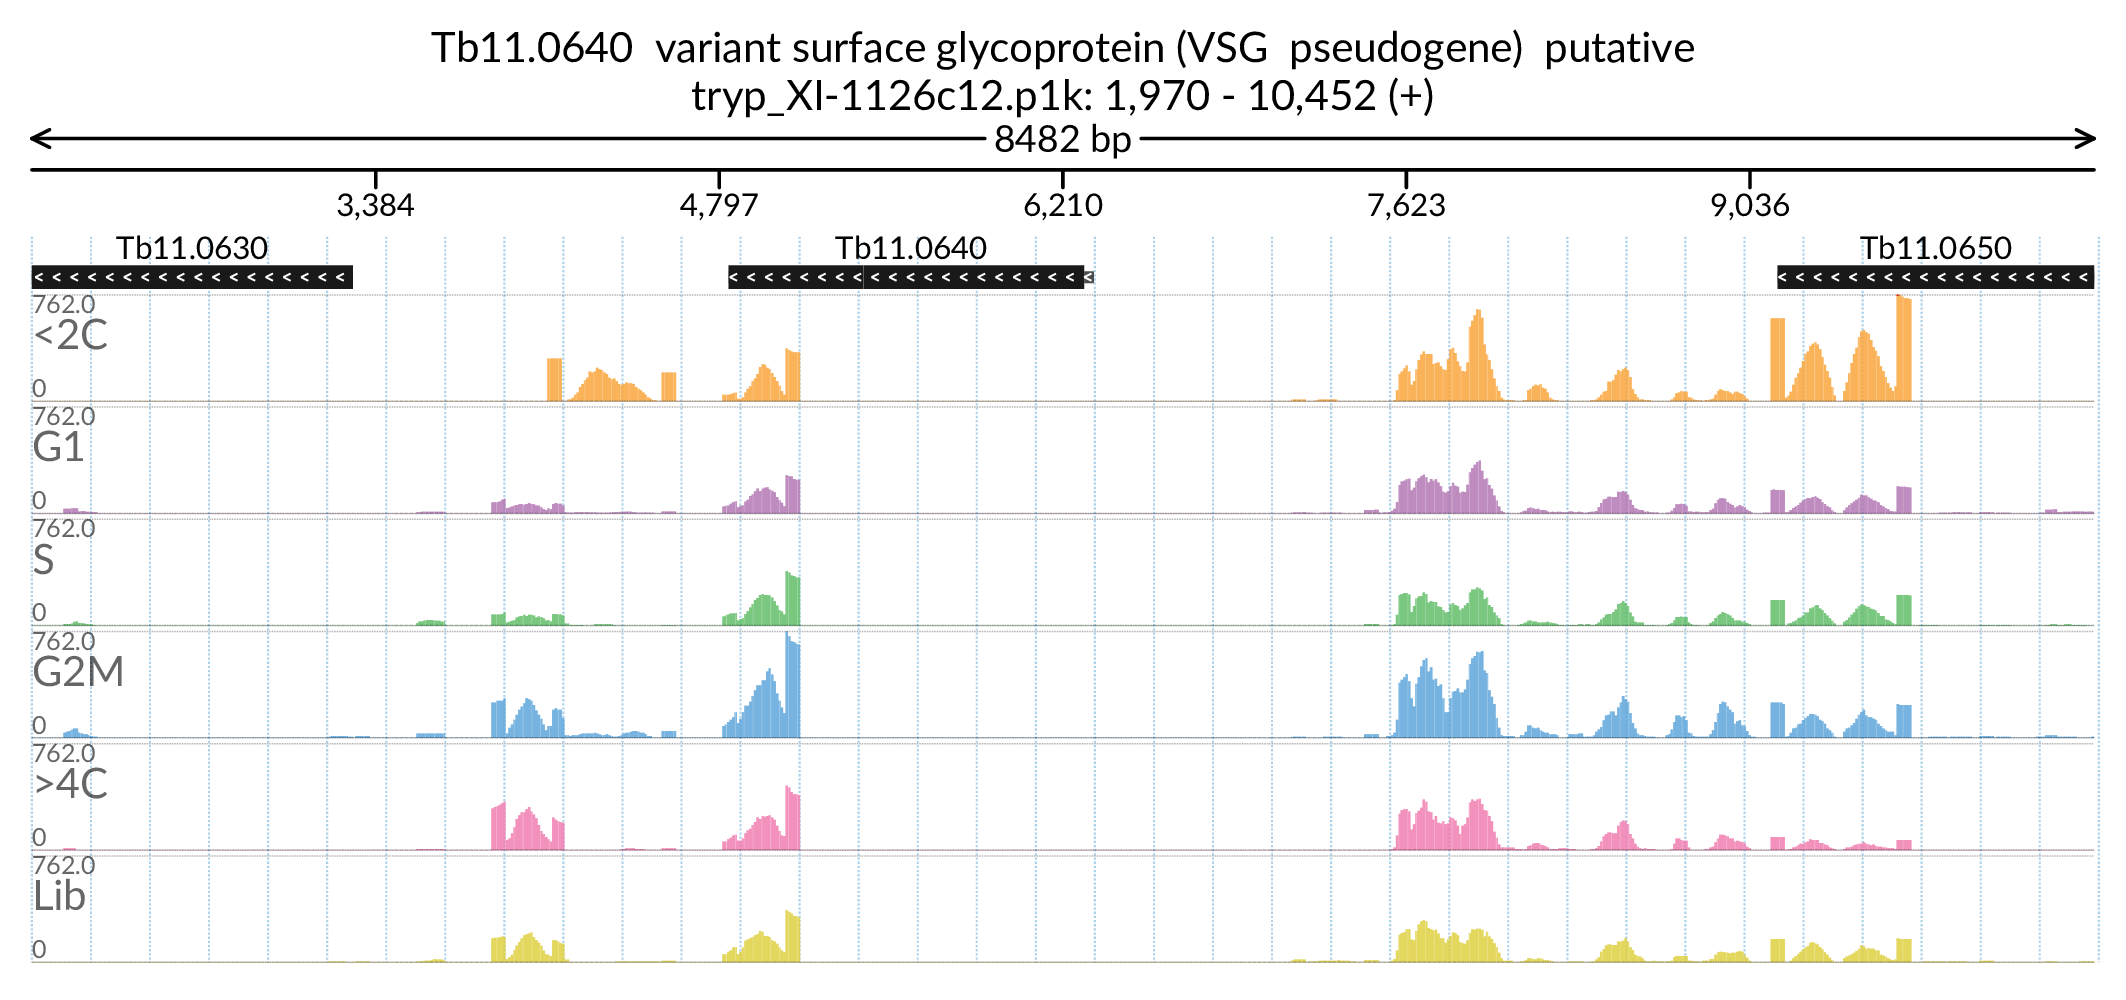 Tb11.0640 variant surface glycoprotein (VSG pseudogene) putative
tryp_XI-1126c12.p1k: 1,970 - 10,452 (+)
8482 bp
3,384 4,797 6,210 7,623 9,036
Tb11.0630 Tb11.0640 Tb11.0650
762.0
<2C
0
762.0
G1
0
762.0
S
0
762.0
G2M
0
762.0
>4C
0
762.0
Lib
0